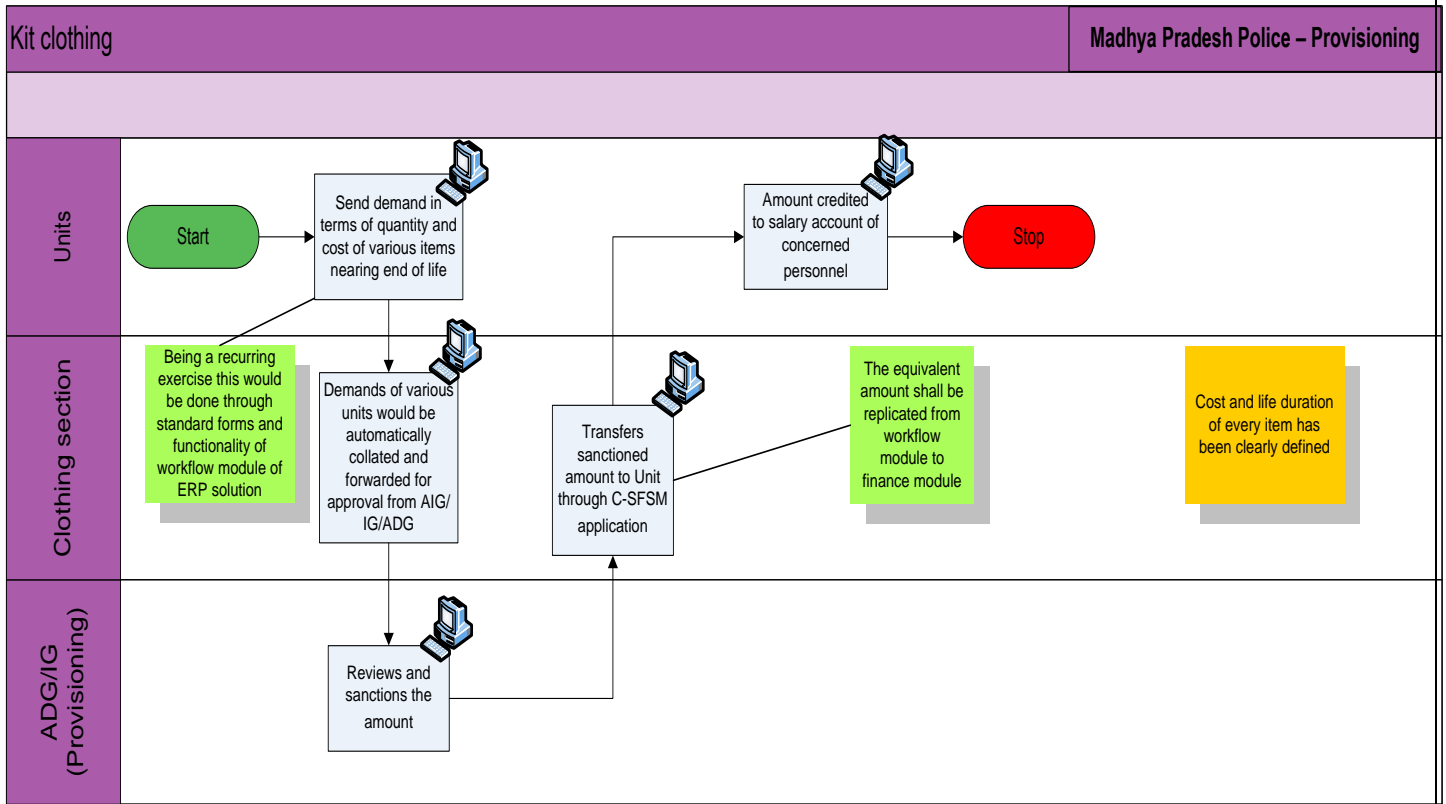 Kit clothing
Madhya Pradesh Police – Provisioning
Units
Start
Send demand in
terms of quantity and
cost of various items
nearing end of life
Amount credited
to salary account of
concerned
personnel
Stop
Clothing section
Being a recurring
exercise this would
be done through
standard forms and
functionality of
workflow module of
ERP solution
Demands of various
units would be
automatically
collated and
forwarded for
approval from AIG/
IG/ADG
Transfers
sanctioned
amount to Unit
through C-SFSM
application
The equivalent
amount shall be
replicated from
workflow
module to
finance module
Cost and life duration
of every item has
been clearly defined
ADG/IG
(Provisioning)
Reviews and
sanctions the
amount